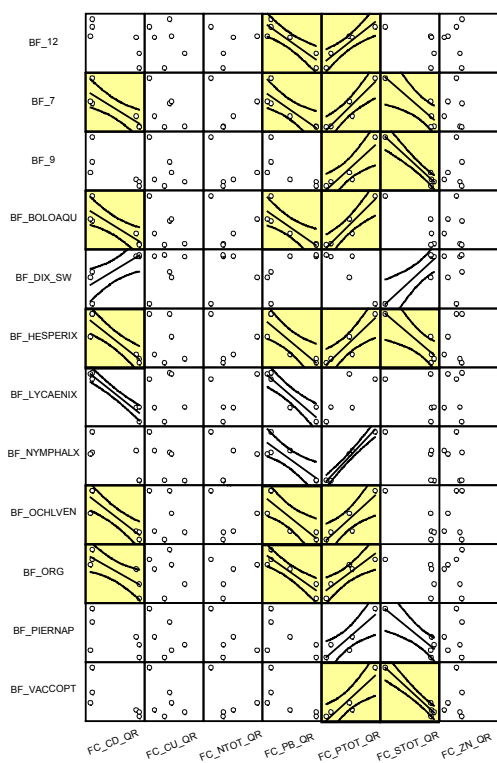 BF_12
BF_7
BF_9
BF_BOLOAQU
BF_DIX_SW
BF_HESPERIX
BF_LYCAENIX
BF_NYMPHALX
BF_OCHLVEN
BF_ORG
BF_PIERNAP
BF_VACCOPT
FC_CD_QR FC_CU_QR FC_NTOT_QR FC_PB_QR FC_PTOT_QR FC_STOT_QR FC_ZN_QR